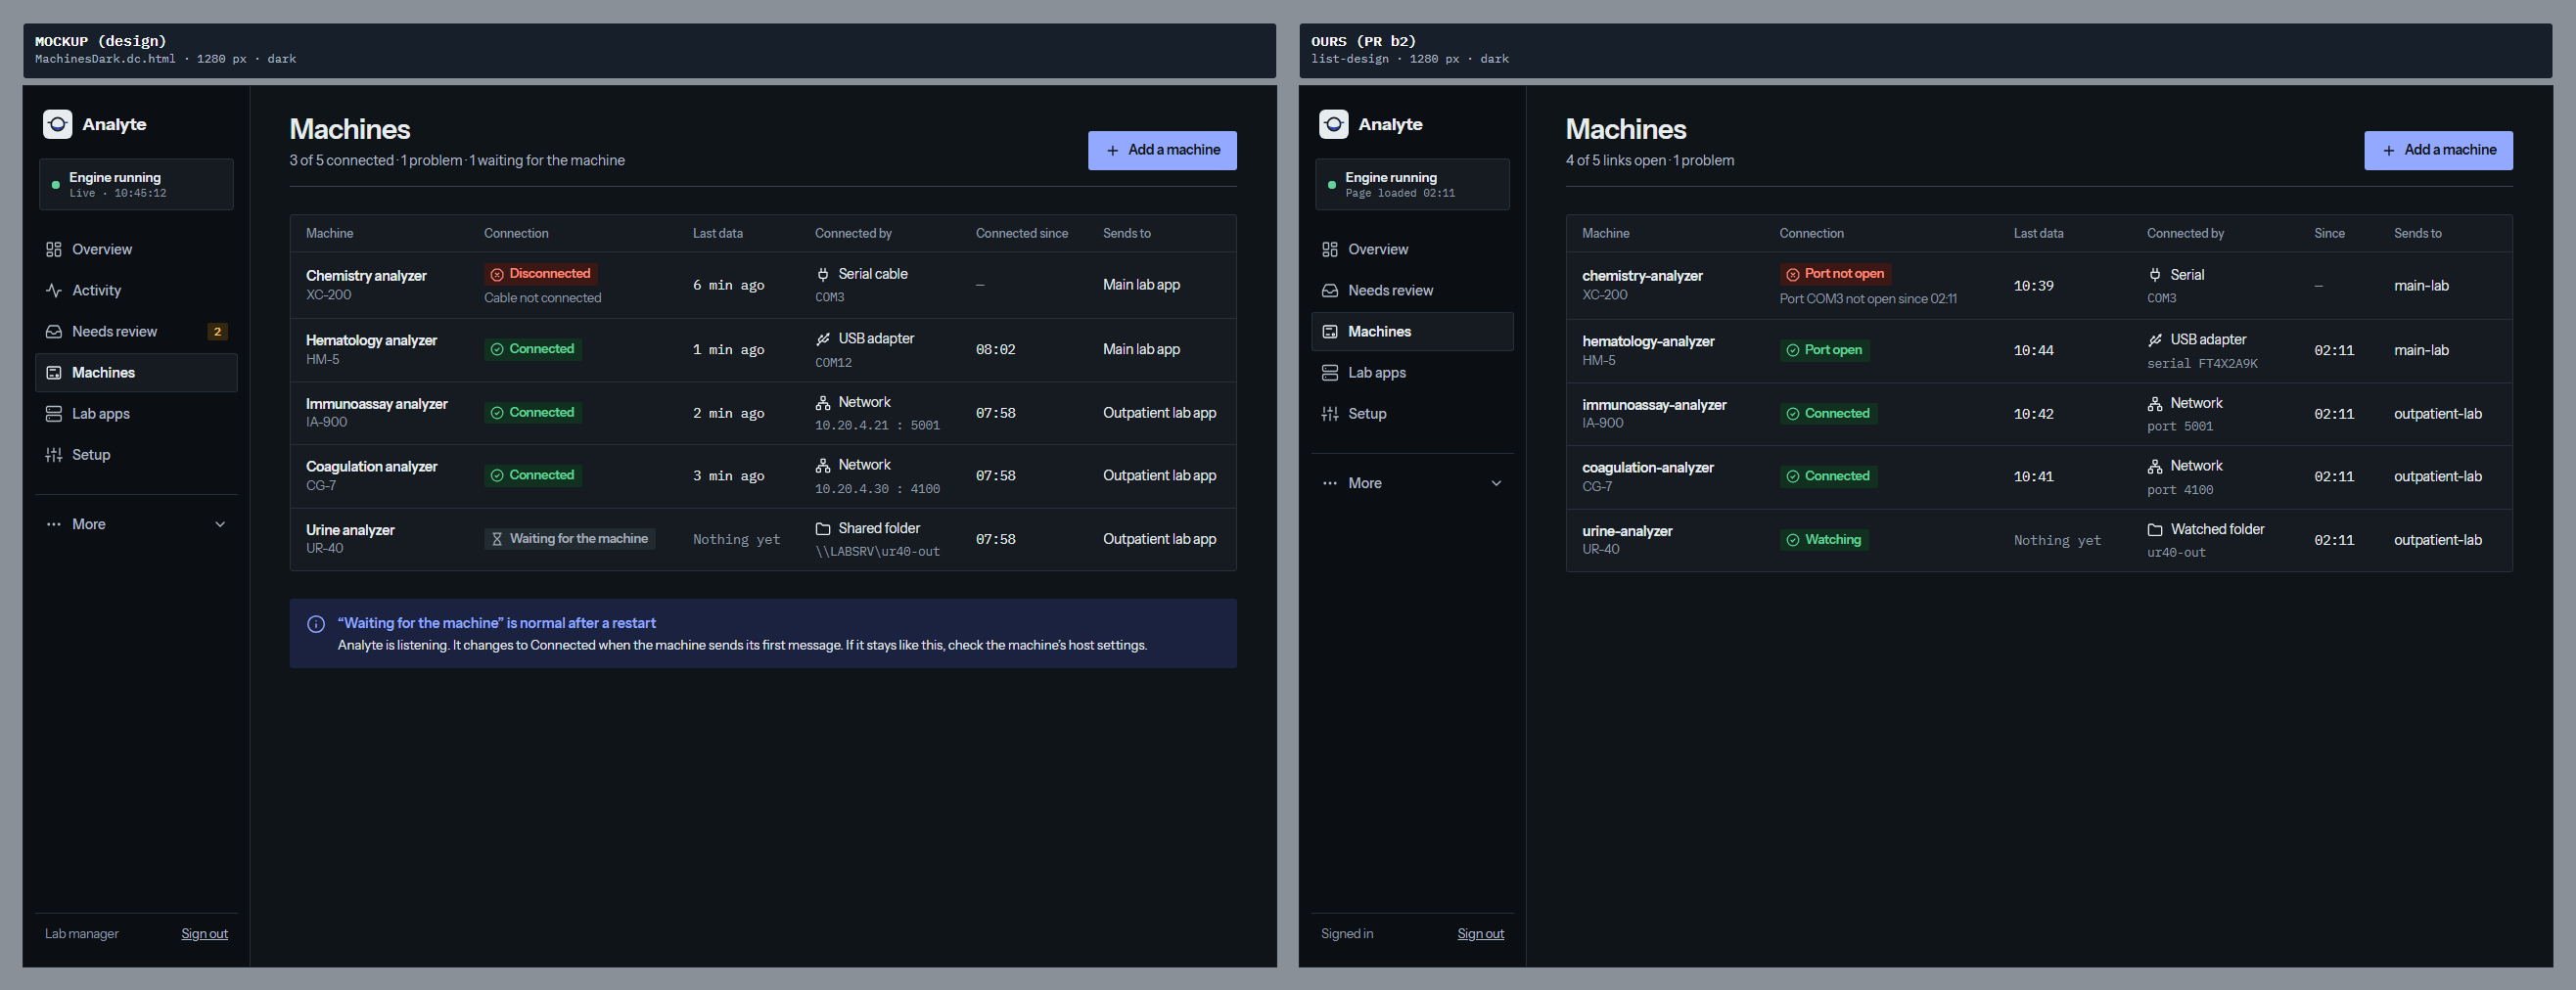 MOCKUP (design)
MachinesDark.dc.html · 1280 px · dark
Analyte
Engine running
Live · 10:45:12
Overview
Activity
Needs review 2
Machines
Lab apps
Setup
More
Lab manager Sign out
Machines
3 of 5 connected · 1 problem · 1 waiting for the machine
Add a machine
Machine Connection Last data Connected by Connected since Sends to
Chemistry analyzer Disconnected 6 min ago Serial cable — Main lab app
XC-200 Cable not connected COM3
Hematology analyzer Connected 1 min ago USB adapter 08:02 Main lab app
HM-5 COM12
Immunoassay analyzer Connected 2 min ago Network 07:58 Outpatient lab app
IA-900 10.20.4.21 : 5001
Coagulation analyzer Connected 3 min ago Network 07:58 Outpatient lab app
CG-7 10.20.4.30 : 4100
Urine analyzer Waiting for the machine Nothing yet Shared folder 07:58 Outpatient lab app
UR-40 \\LABSRV\ur40-out
“Waiting for the machine” is normal after a restart
Analyte is listening. It changes to Connected when the machine sends its first message. If it stays like this, check the machine’s host settings.
OURS (PR b2)
list-design · 1280 px · dark
Analyte
Engine running
Page loaded 02:11
Overview
Needs review
Machines
Lab apps
Setup
More
Signed in Sign out
Machines
4 of 5 links open · 1 problem
Add a machine
Machine Connection Last data Connected by Since Sends to
chemistry-analyzer Port not open 10:39 Serial — main-lab
XC-200 Port COM3 not open since 02:11 COM3
hematology-analyzer Port open 10:44 USB adapter 02:11 main-lab
HM-5 serial FT4X2A9K
immunoassay-analyzer Connected 10:42 Network 02:11 outpatient-lab
IA-900 port 5001
coagulation-analyzer Connected 10:41 Network 02:11 outpatient-lab
CG-7 port 4100
urine-analyzer Watching Nothing yet Watched folder 02:11 outpatient-lab
UR-40 ur40-out